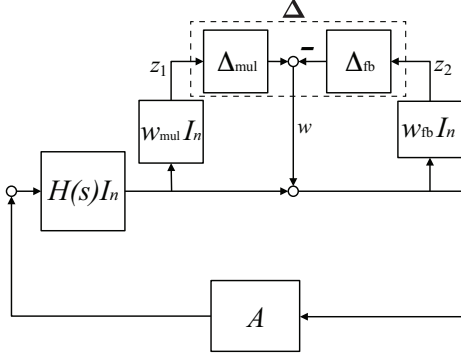 Δ
z₁
Δmul
-
Δfb
z₂
wmul Iₙ
w
wfb Iₙ
H(s)Iₙ
A